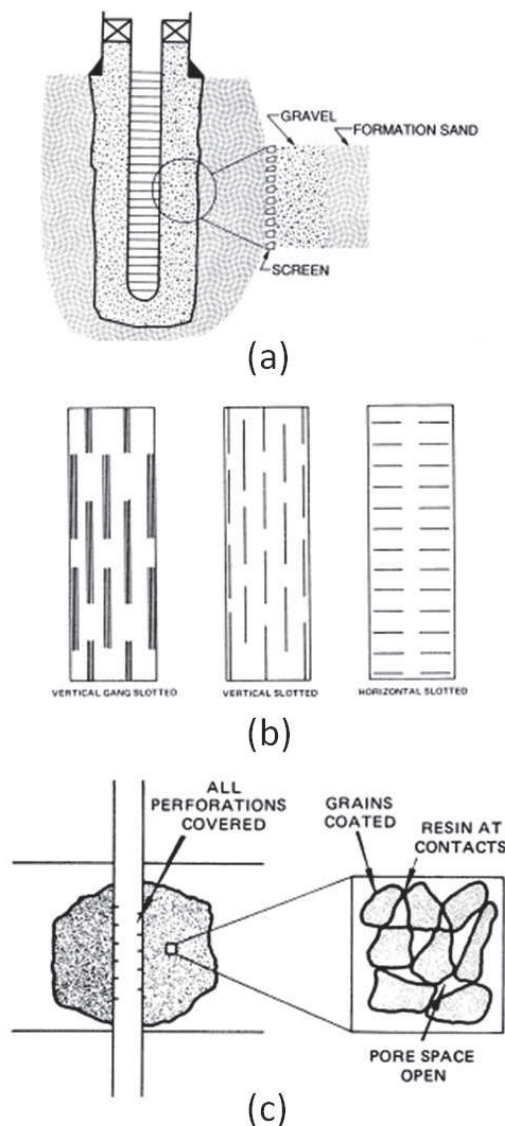 GRAVEL
FORMATION SAND
SCREEN
(a)
VERTICAL GANG SLOTTED
VERTICAL SLOTTED
HORIZONTAL SLOTTED
(b)
ALL
PERFORATIONS
COVERED
GRAINS
COATED
RESIN AT
CONTACTS
PORE SPACE
OPEN
(c)